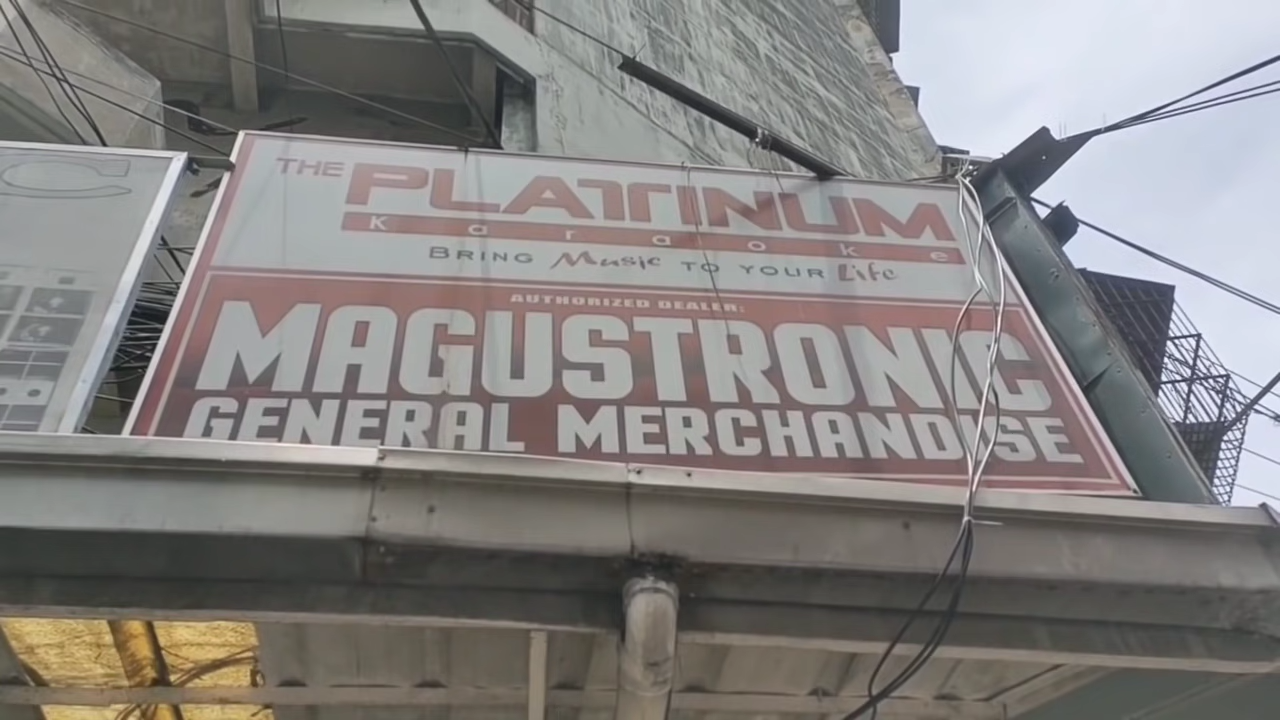 C
THE PLATINUM
Karaoke
BRING Music TO YOUR Life
AUTHORIZED DEALER:
MAGUSTRONIC
GENERAL MERCHANDISE